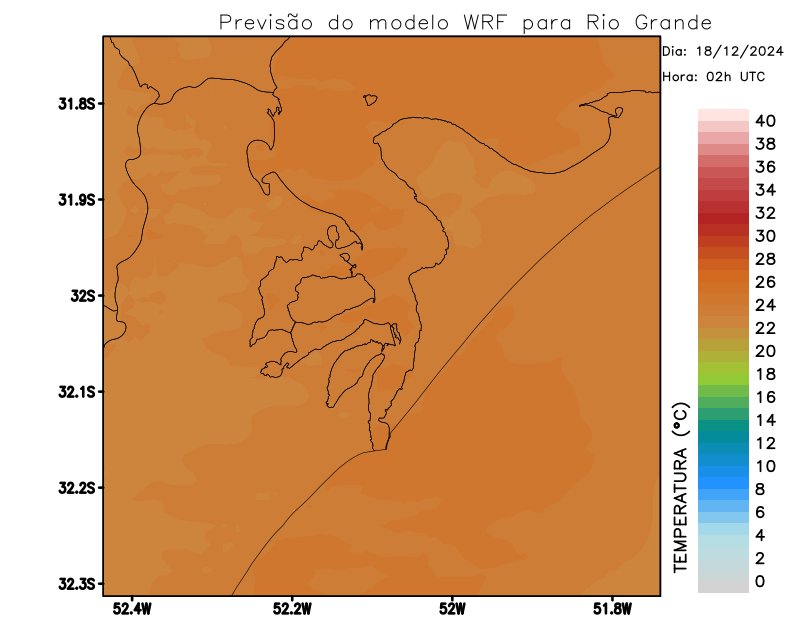 Previsão do modelo WRF para Rio Grande
Dia: 18/12/2024
Hora: 02h UTC
31.8S
31.9S
32S
32.1S
32.2S
32.3S
52.4W
52.2W
52W
51.8W
TEMPERATURA (°C)
40
38
36
34
32
30
28
26
24
22
20
18
16
14
12
10
8
6
4
2
0